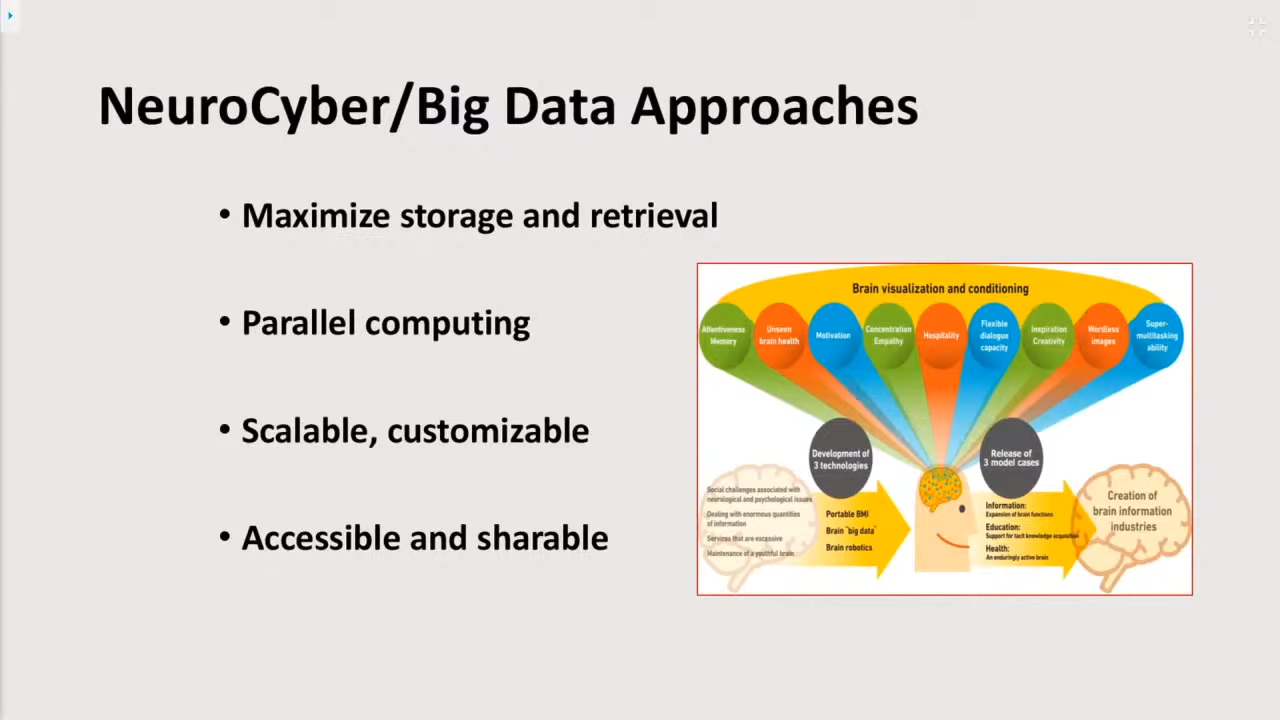 NeuroCyber/Big Data Approaches
• Maximize storage and retrieval
• Parallel computing
• Scalable, customizable
• Accessible and sharable
Brain visualization and conditioning
Attentiveness
Memory
Unseen
brain health
Motivation
Concentration
Empathy
Hospitality
Flexible
dialogue
capacity
Inspiration
Creativity
Wordless
images
Super-
multitasking
ability
Development of
3 technologies
Release of
3 model cases
Social challenges associated with
neurological and psychological issues
Dealing with enormous quantities
of information
Services that are excessive
Maintenance of a youthful brain
Portable BMI
Brain "big data"
Brain robotics
Information:
Expansion of brain functions
Education:
Support for tacit knowledge acquisition
Health:
An enduringly active brain
Creation of
brain information
industries